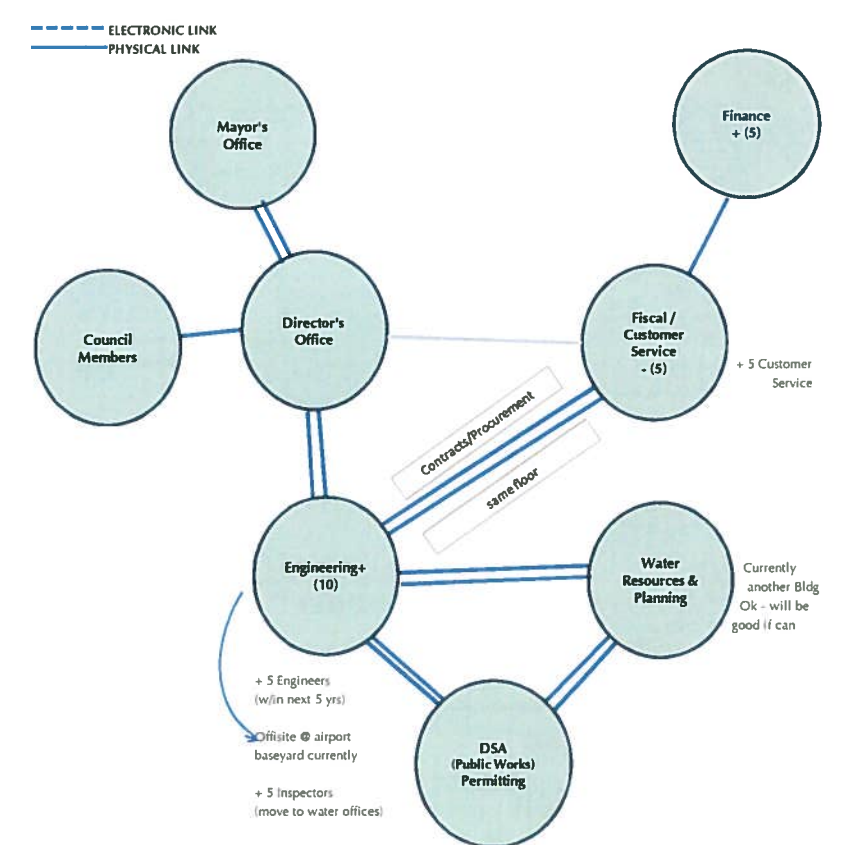 ELECTRONIC LINK
PHYSICAL LINK
Mayor's
Office
Finance
+ (5)
Council
Members
Director's
Office
Fiscal /
Customer
Service
- (5)
+ 5 Customer
Service
Contracts/Procurement
same floor
Engineering+
(10)
Water
Resources &
Planning
Currently
another Bldg
Ok - will be
good if can
+ 5 Engineers
(w/in next 5 yrs)
Offisite @ airport
baseyard currently
+ 5 Inspectors
(move to water offices)
DSA
(Public Works)
Permitting